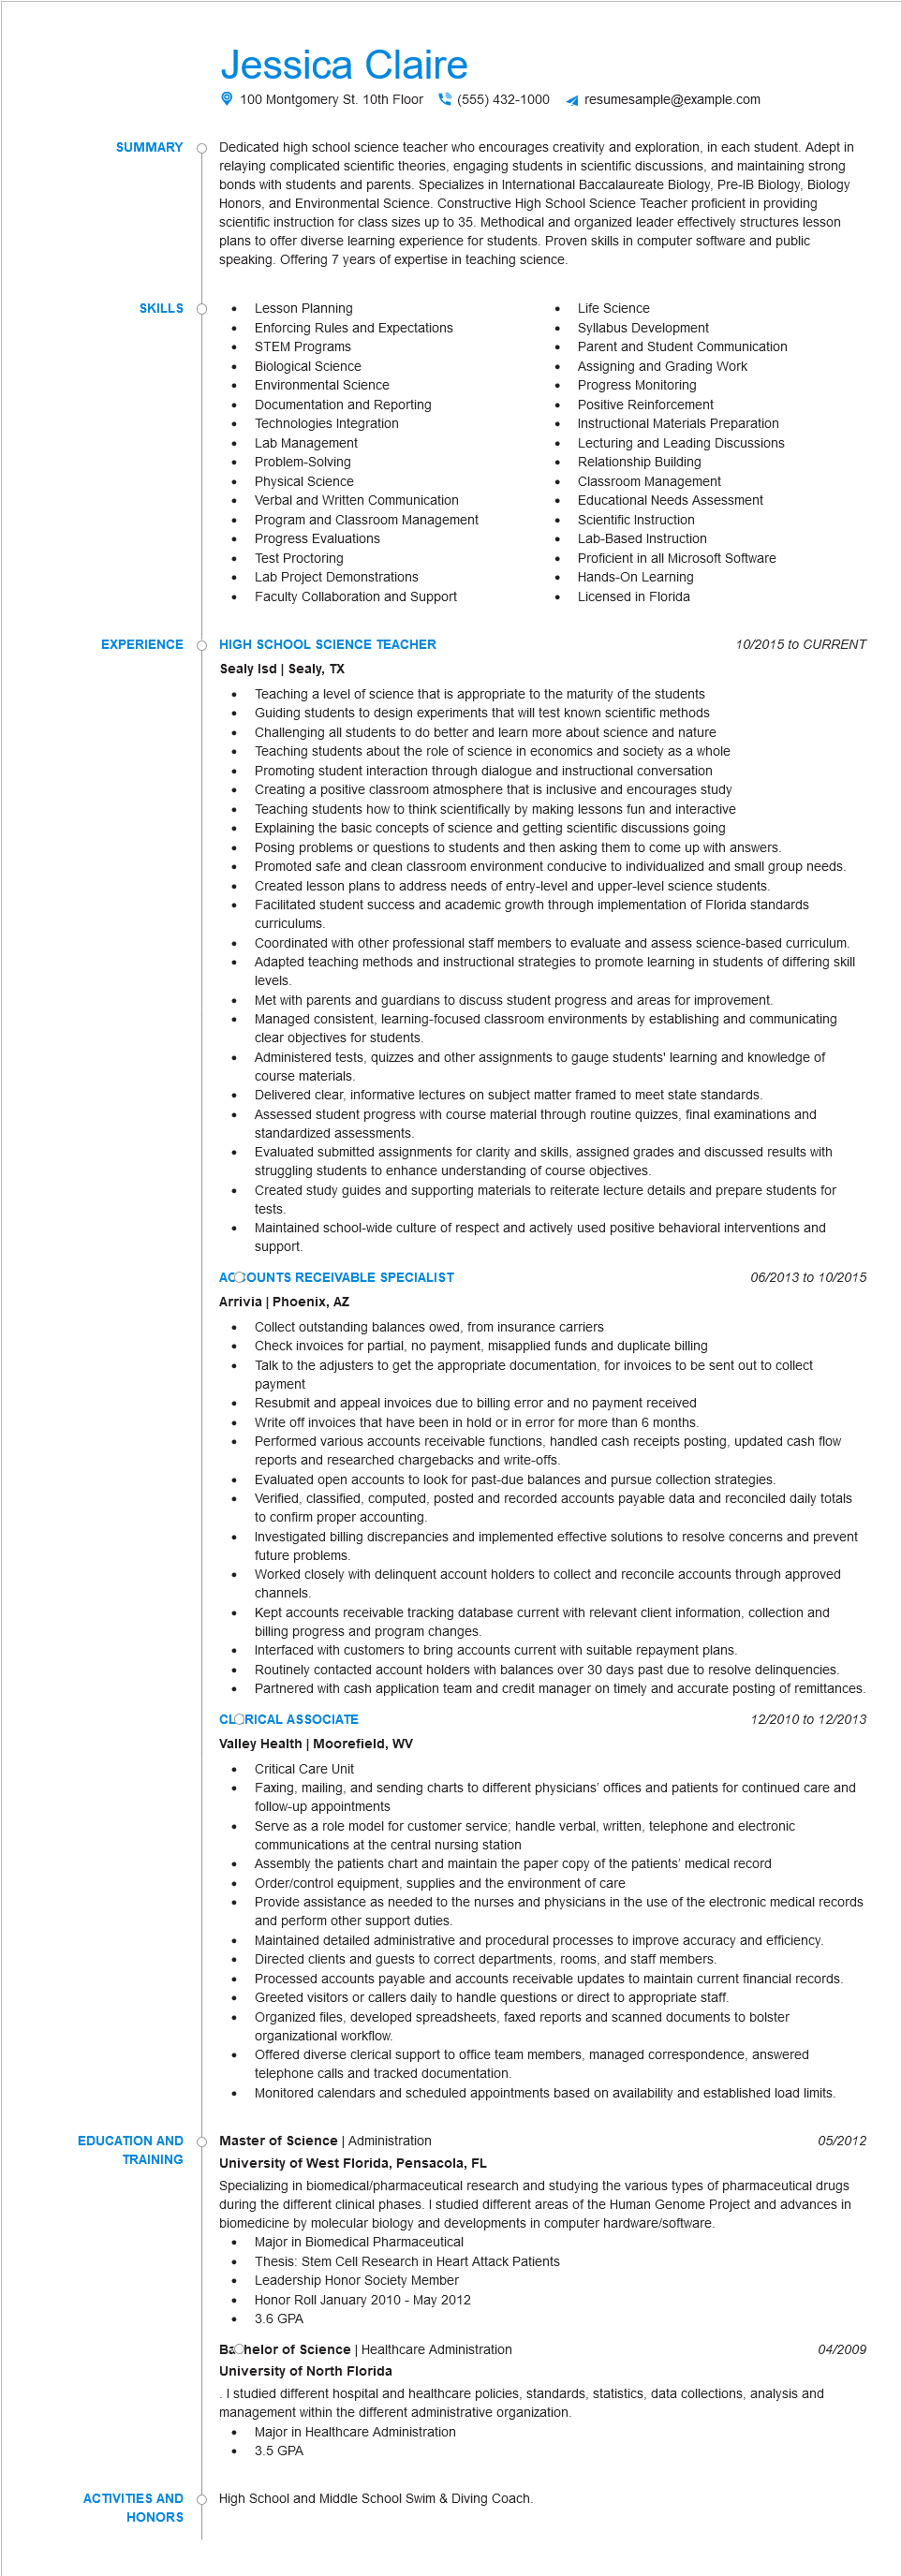 Jessica Claire
100 Montgomery St. 10th Floor (555) 432-1000 resumesample@example.com
SUMMARY
Dedicated high school science teacher who encourages creativity and exploration, in each student. Adept in
relaying complicated scientific theories, engaging students in scientific discussions, and maintaining strong
bonds with students and parents. Specializes in International Baccalaureate Biology, Pre-IB Biology, Biology
Honors, and Environmental Science. Constructive High School Science Teacher proficient in providing
scientific instruction for class sizes up to 35. Methodical and organized leader effectively structures lesson
plans to offer diverse learning experience for students. Proven skills in computer software and public
speaking. Offering 7 years of expertise in teaching science.
SKILLS
• Lesson Planning
• Enforcing Rules and Expectations
• STEM Programs
• Biological Science
• Environmental Science
• Documentation and Reporting
• Technologies Integration
• Lab Management
• Problem-Solving
• Physical Science
• Verbal and Written Communication
• Program and Classroom Management
• Progress Evaluations
• Test Proctoring
• Lab Project Demonstrations
• Faculty Collaboration and Support
• Life Science
• Syllabus Development
• Parent and Student Communication
• Assigning and Grading Work
• Progress Monitoring
• Positive Reinforcement
• Instructional Materials Preparation
• Lecturing and Leading Discussions
• Relationship Building
• Classroom Management
• Educational Needs Assessment
• Scientific Instruction
• Lab-Based Instruction
• Proficient in all Microsoft Software
• Hands-On Learning
• Licensed in Florida
EXPERIENCE
HIGH SCHOOL SCIENCE TEACHER 10/2015 to CURRENT
Sealy Isd | Sealy, TX
• Teaching a level of science that is appropriate to the maturity of the students
• Guiding students to design experiments that will test known scientific methods
• Challenging all students to do better and learn more about science and nature
• Teaching students about the role of science in economics and society as a whole
• Promoting student interaction through dialogue and instructional conversation
• Creating a positive classroom atmosphere that is inclusive and encourages study
• Teaching students how to think scientifically by making lessons fun and interactive
• Explaining the basic concepts of science and getting scientific discussions going
• Posing problems or questions to students and then asking them to come up with answers.
• Promoted safe and clean classroom environment conducive to individualized and small group needs.
• Created lesson plans to address needs of entry-level and upper-level science students.
• Facilitated student success and academic growth through implementation of Florida standards
curriculums.
• Coordinated with other professional staff members to evaluate and assess science-based curriculum.
• Adapted teaching methods and instructional strategies to promote learning in students of differing skill
levels.
• Met with parents and guardians to discuss student progress and areas for improvement.
• Managed consistent, learning-focused classroom environments by establishing and communicating
clear objectives for students.
• Administered tests, quizzes and other assignments to gauge students' learning and knowledge of
course materials.
• Delivered clear, informative lectures on subject matter framed to meet state standards.
• Assessed student progress with course material through routine quizzes, final examinations and
standardized assessments.
• Evaluated submitted assignments for clarity and skills, assigned grades and discussed results with
struggling students to enhance understanding of course objectives.
• Created study guides and supporting materials to reiterate lecture details and prepare students for
tests.
• Maintained school-wide culture of respect and actively used positive behavioral interventions and
support.
ACCOUNTS RECEIVABLE SPECIALIST 06/2013 to 10/2015
Arrivia | Phoenix, AZ
• Collect outstanding balances owed, from insurance carriers
• Check invoices for partial, no payment, misapplied funds and duplicate billing
• Talk to the adjusters to get the appropriate documentation, for invoices to be sent out to collect
payment
• Resubmit and appeal invoices due to billing error and no payment received
• Write off invoices that have been in hold or in error for more than 6 months.
• Performed various accounts receivable functions, handled cash receipts posting, updated cash flow
reports and researched chargebacks and write-offs.
• Evaluated open accounts to look for past-due balances and pursue collection strategies.
• Verified, classified, computed, posted and recorded accounts payable data and reconciled daily totals
to confirm proper accounting.
• Investigated billing discrepancies and implemented effective solutions to resolve concerns and prevent
future problems.
• Worked closely with delinquent account holders to collect and reconcile accounts through approved
channels.
• Kept accounts receivable tracking database current with relevant client information, collection and
billing progress and program changes.
• Interfaced with customers to bring accounts current with suitable repayment plans.
• Routinely contacted account holders with balances over 30 days past due to resolve delinquencies.
• Partnered with cash application team and credit manager on timely and accurate posting of remittances.
CLERICAL ASSOCIATE 12/2010 to 12/2013
Valley Health | Moorefield, WV
• Critical Care Unit
• Faxing, mailing, and sending charts to different physicians’ offices and patients for continued care and
follow-up appointments
• Serve as a role model for customer service; handle verbal, written, telephone and electronic
communications at the central nursing station
• Assembly the patients chart and maintain the paper copy of the patients’ medical record
• Order/control equipment, supplies and the environment of care
• Provide assistance as needed to the nurses and physicians in the use of the electronic medical records
and perform other support duties.
• Maintained detailed administrative and procedural processes to improve accuracy and efficiency.
• Directed clients and guests to correct departments, rooms, and staff members.
• Processed accounts payable and accounts receivable updates to maintain current financial records.
• Greeted visitors or callers daily to handle questions or direct to appropriate staff.
• Organized files, developed spreadsheets, faxed reports and scanned documents to bolster
organizational workflow.
• Offered diverse clerical support to office team members, managed correspondence, answered
telephone calls and tracked documentation.
• Monitored calendars and scheduled appointments based on availability and established load limits.
EDUCATION AND
TRAINING
Master of Science | Administration 05/2012
University of West Florida, Pensacola, FL
Specializing in biomedical/pharmaceutical research and studying the various types of pharmaceutical drugs
during the different clinical phases. I studied different areas of the Human Genome Project and advances in
biomedicine by molecular biology and developments in computer hardware/software.
• Major in Biomedical Pharmaceutical
• Thesis: Stem Cell Research in Heart Attack Patients
• Leadership Honor Society Member
• Honor Roll January 2010 - May 2012
• 3.6 GPA
Bachelor of Science | Healthcare Administration 04/2009
University of North Florida
. I studied different hospital and healthcare policies, standards, statistics, data collections, analysis and
management within the different administrative organization.
• Major in Healthcare Administration
• 3.5 GPA
ACTIVITIES AND
HONORS
High School and Middle School Swim & Diving Coach.